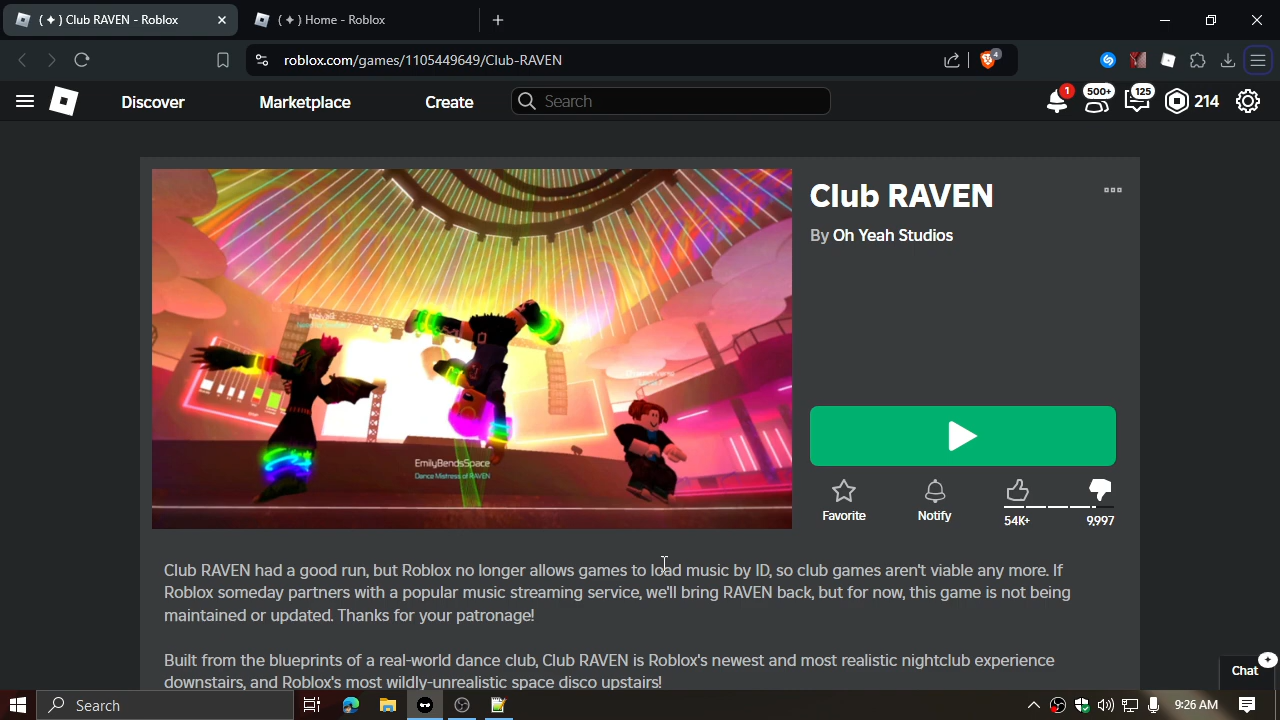 ( ✦ ) Club RAVEN - Roblox
( ✦ ) Home - Roblox
roblox.com/games/1105449649/Club-RAVEN
4
Discover
Marketplace
Create
Search
1
500+
125
214
Club RAVEN
By Oh Yeah Studios
EmilyBendsSpace
Dance Mistress of RAVEN
Favorite
Notify
54K+
9,997
Club RAVEN had a good run, but Roblox no longer allows games to load music by ID, so club games aren't viable any more. If
Roblox someday partners with a popular music streaming service, we'll bring RAVEN back, but for now, this game is not being
maintained or updated. Thanks for your patronage!
Built from the blueprints of a real-world dance club, Club RAVEN is Roblox's newest and most realistic nightclub experience
downstairs, and Roblox's most wildly-unrealistic space disco upstairs!
Chat
Search
9:26 AM